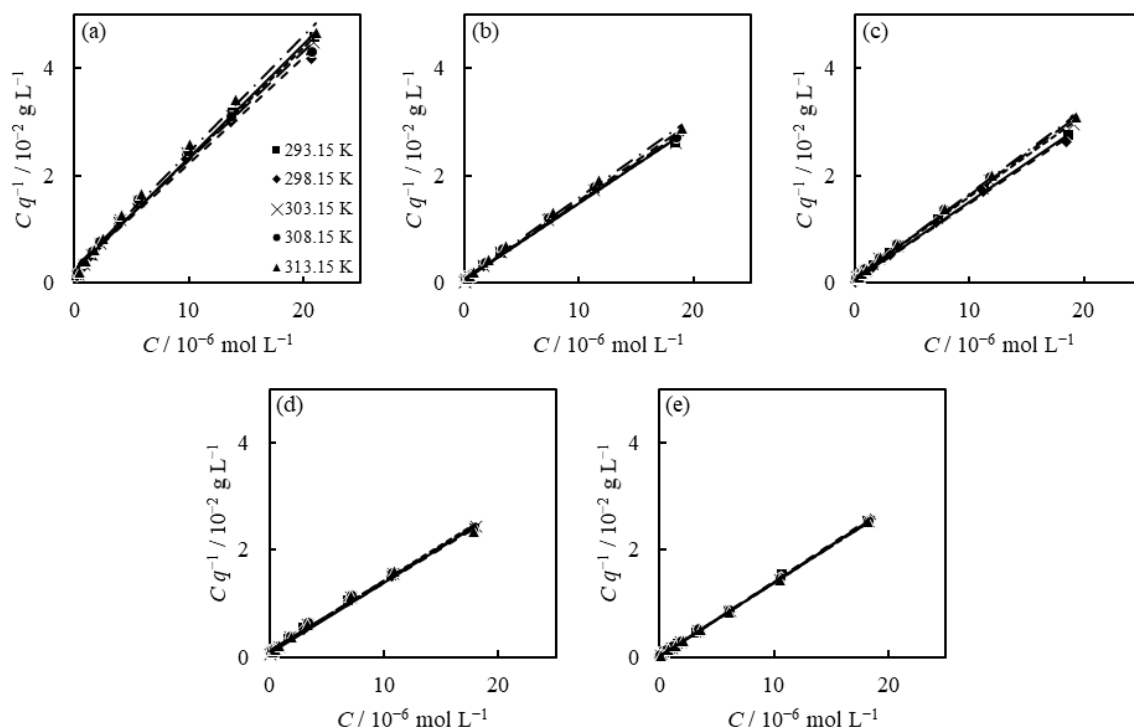 (a)
4
2
0
C q⁻¹ / 10⁻² g L⁻¹
■ 293.15 K
◆ 298.15 K
× 303.15 K
● 308.15 K
▲ 313.15 K
0 10 20
C / 10⁻⁶ mol L⁻¹
(b)
4
2
0
C q⁻¹ / 10⁻² g L⁻¹
0 10 20
C / 10⁻⁶ mol L⁻¹
(c)
4
2
0
C q⁻¹ / 10⁻² g L⁻¹
0 10 20
C / 10⁻⁶ mol L⁻¹
(d)
4
2
0
C q⁻¹ / 10⁻² g L⁻¹
0 10 20
C / 10⁻⁶ mol L⁻¹
(e)
4
2
0
C q⁻¹ / 10⁻² g L⁻¹
0 10 20
C / 10⁻⁶ mol L⁻¹